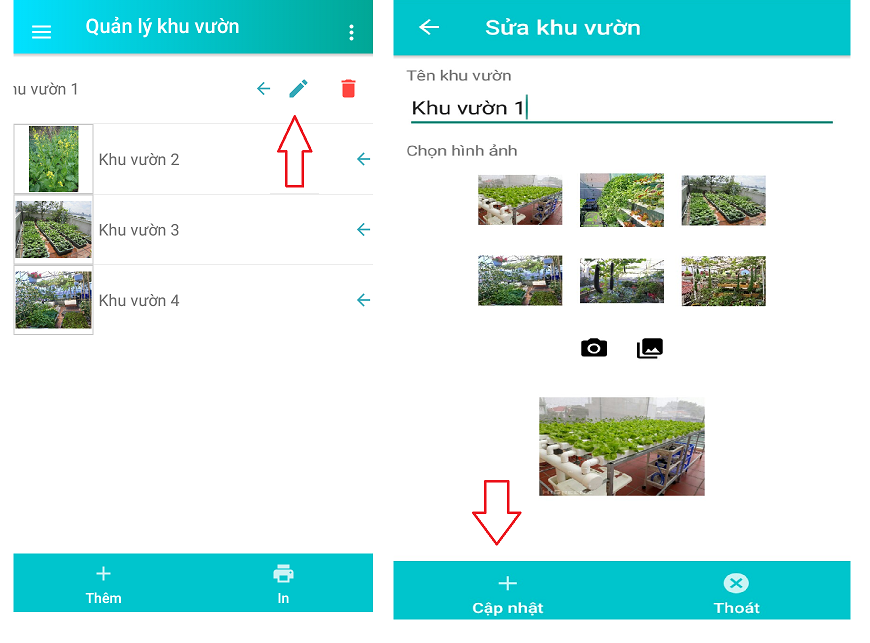 Quản lý khu vườn
nu vườn 1
Khu vườn 2
Khu vườn 3
Khu vườn 4
Thêm
In
Sửa khu vườn
Tên khu vườn
Khu vườn 1
Chọn hình ảnh
Cập nhật
Thoát